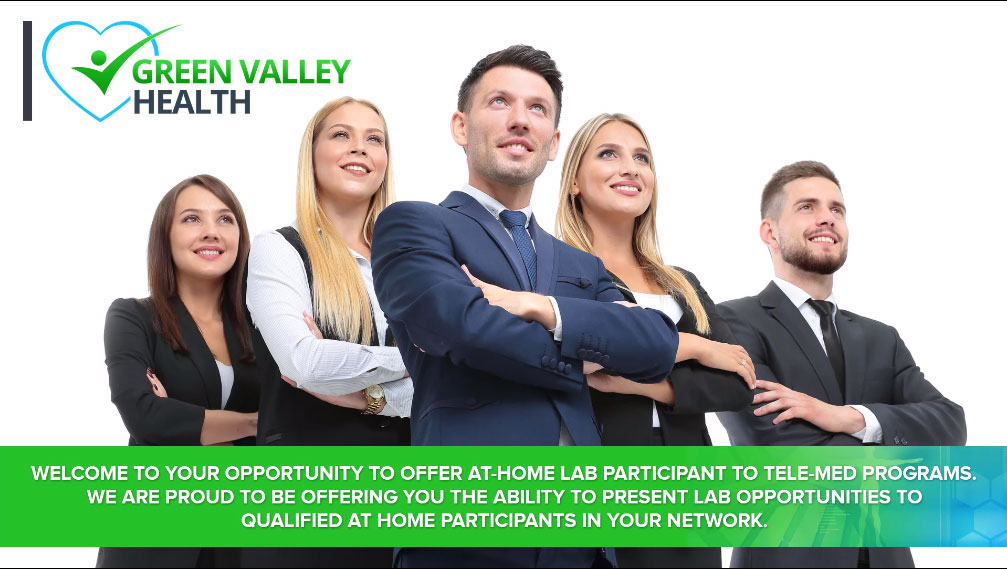 GREEN VALLEY
HEALTH
WELCOME TO YOUR OPPORTUNITY TO OFFER AT-HOME LAB PARTICIPANT TO TELE-MED PROGRAMS.
WE ARE PROUD TO BE OFFERING YOU THE ABILITY TO PRESENT LAB OPPORTUNITIES TO
QUALIFIED AT HOME PARTICIPANTS IN YOUR NETWORK.